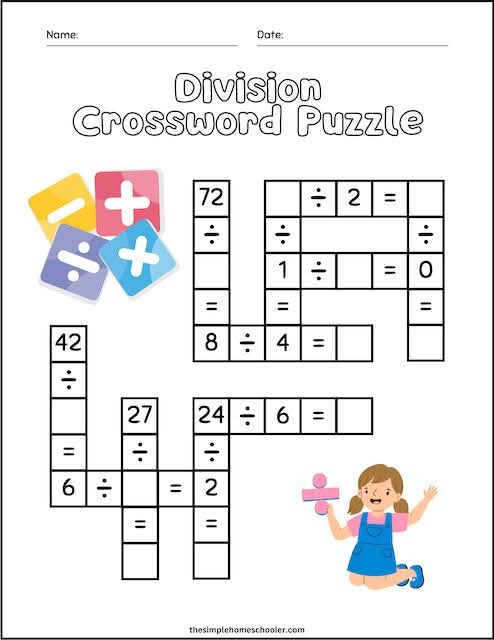 Name:
Date:
Division
Crossword Puzzle
72 ÷ 2 =
÷ ÷ ÷
1 ÷ = 0
= = =
42 8 ÷ 4 =
÷
27 24 ÷ 6 =
= ÷ ÷
6 ÷ = 2
= =
thesimplehomeschooler.com